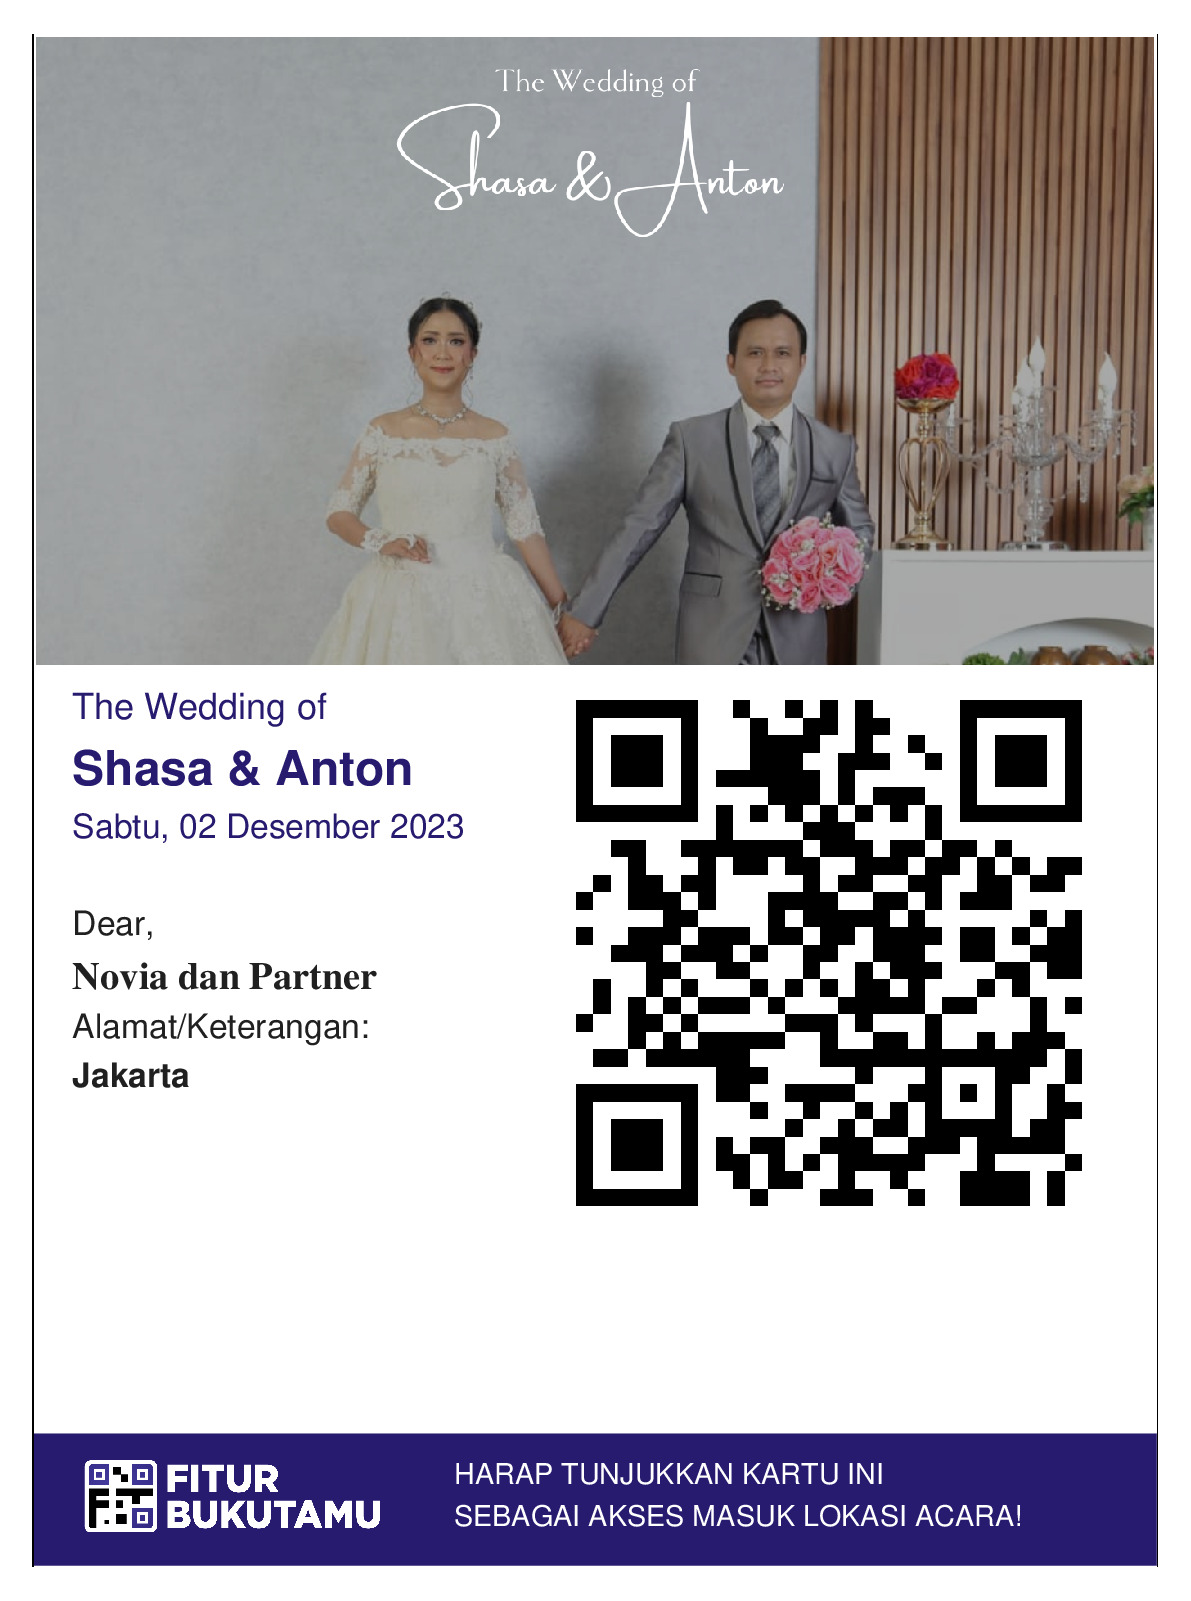 The Wedding of
Shasa & Anton
The Wedding of
Shasa & Anton
Sabtu, 02 Desember 2023
Dear,
Novia dan Partner
Alamat/Keterangan:
Jakarta
FITUR
BUKUTAMU
HARAP TUNJUKKAN KARTU INI
SEBAGAI AKSES MASUK LOKASI ACARA!